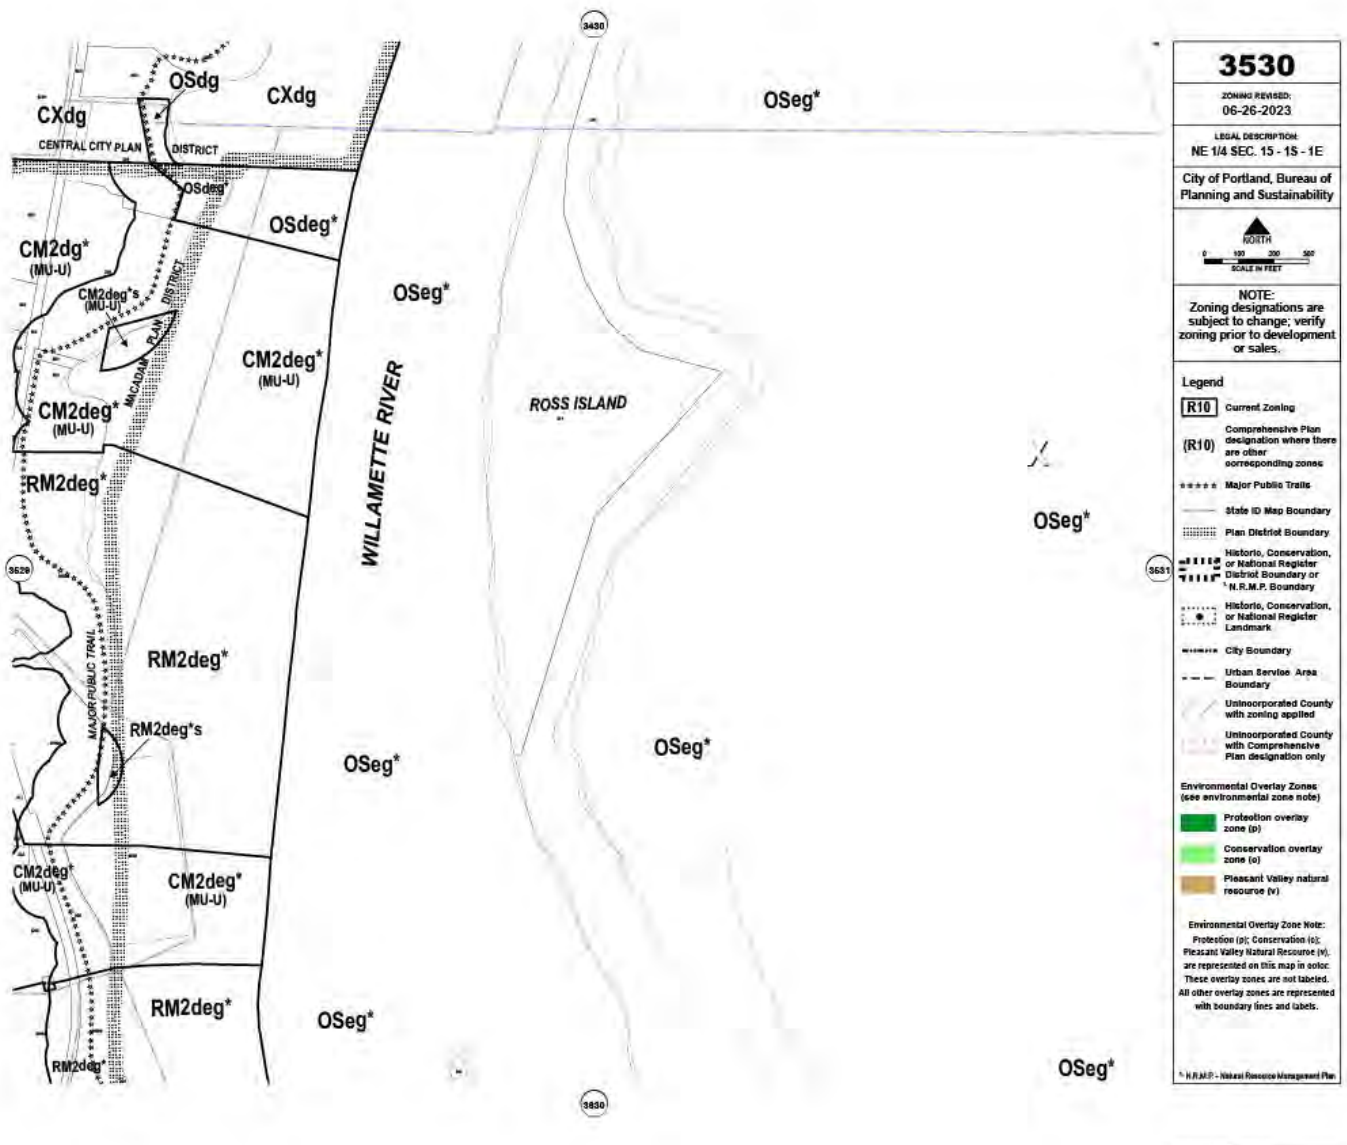 3430
OSdg
CXdg
OSeg*
CXdg
CENTRAL CITY PLAN
DISTRICT
OSdeg*
OSdeg*
CM2dg*
(MU-U)
CM2deg*s
(MU-U)
MACADAM PLAN DISTRICT
OSeg*
CM2deg*
(MU-U)
CM2deg*
(MU-U)
WILLAMETTE RIVER
ROSS ISLAND
RM2deg*
OSeg*
3529
3531
MAJOR PUBLIC TRAIL
RM2deg*
RM2deg*s
OSeg*
OSeg*
CM2deg*
(MU-U)
CM2deg*
(MU-U)
RM2deg*
OSeg*
RM2deg*
OSeg*
3630
3530
ZONING REVISED:
06-26-2023
LEGAL DESCRIPTION:
NE 1/4 SEC. 15 - 1S - 1E
City of Portland, Bureau of
Planning and Sustainability
NORTH
0 100 200 300
SCALE IN FEET
NOTE:
Zoning designations are
subject to change; verify
zoning prior to development
or sales.
Legend
R10 Current Zoning
(R10) Comprehensive Plan
designation where there
are other
corresponding zones
Major Public Trails
State ID Map Boundary
Plan District Boundary
Historic, Conservation,
or National Register
District Boundary or
*N.R.M.P. Boundary
Historic, Conservation,
or National Register
Landmark
City Boundary
Urban Service Area
Boundary
Unincorporated County
with zoning applied
Unincorporated County
with Comprehensive
Plan designation only
Environmental Overlay Zones
(see environmental zone note)
Protection overlay
zone (p)
Conservation overlay
zone (c)
Pleasant Valley natural
resource (v)
Environmental Overlay Zone Note:
Protection (p); Conservation (c);
Pleasant Valley Natural Resource (v),
are represented on this map in color.
These overlay zones are not labeled.
All other overlay zones are represented
with boundary lines and labels.
* N.R.M.P. - Natural Resource Management Plan